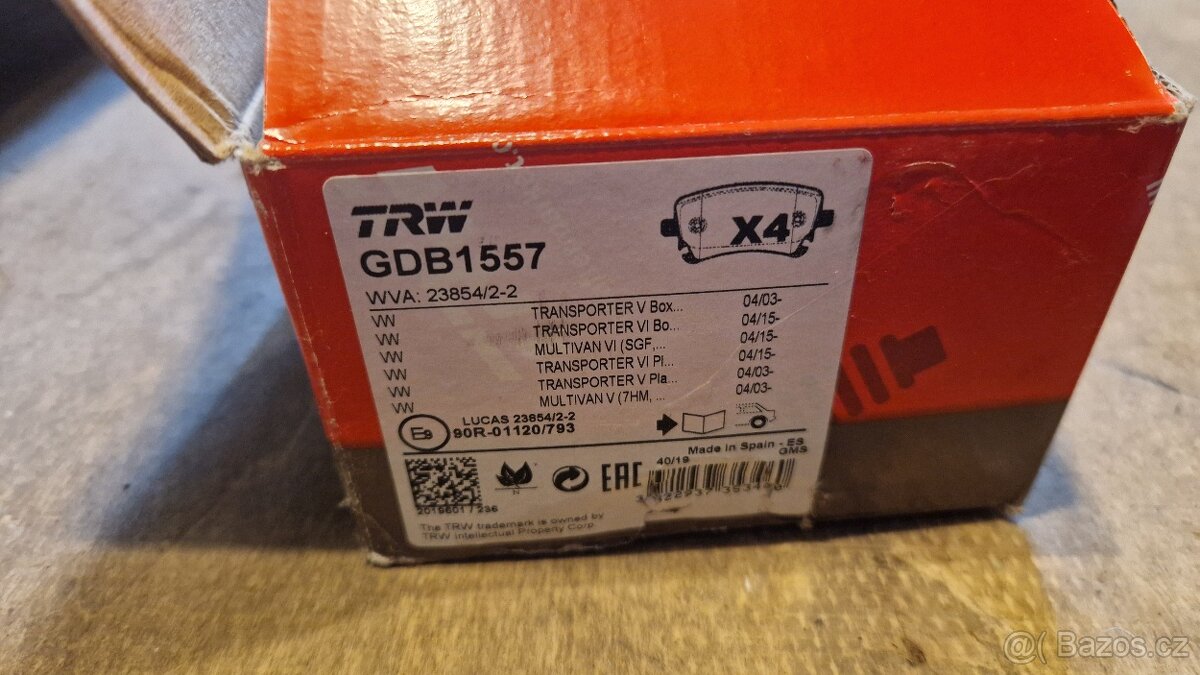 TRW
GDB1557
X4
WVA: 23854/2-2
VW TRANSPORTER V Box... 04/03-
VW TRANSPORTER VI Bo... 04/15-
VW MULTIVAN VI (SGF,... 04/15-
VW TRANSPORTER VI Pl... 04/15-
VW TRANSPORTER V Pla... 04/03-
VW MULTIVAN V (7HM, ... 04/03-
LUCAS 23854/2-2
E9 90R-01120/793
Made in Spain - ES
40/19 GMS
EAC
N
2019601 / 236
The TRW trademark is owned by
TRW Intellectual Property Corp.
@( Bazos.cz